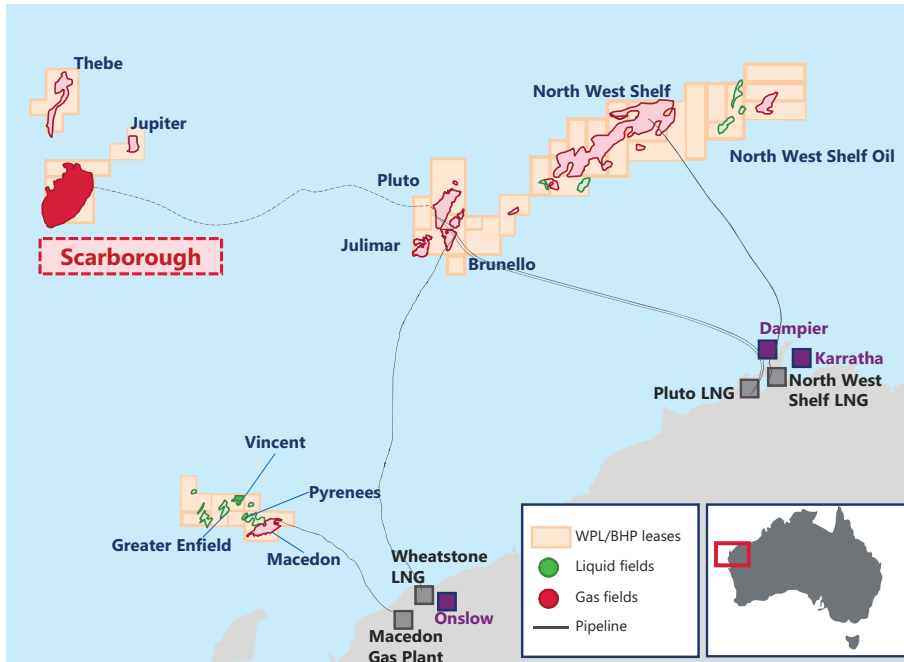 Thebe
Jupiter
North West Shelf
North West Shelf Oil
Pluto
Scarborough
Julimar
Brunello
Dampier
Karratha
Pluto LNG
North West
Shelf LNG
Vincent
Pyrenees
Greater Enfield
Macedon
Wheatstone
LNG
Onslow
Macedon
Gas Plant
WPL/BHP leases
Liquid fields
Gas fields
Pipeline